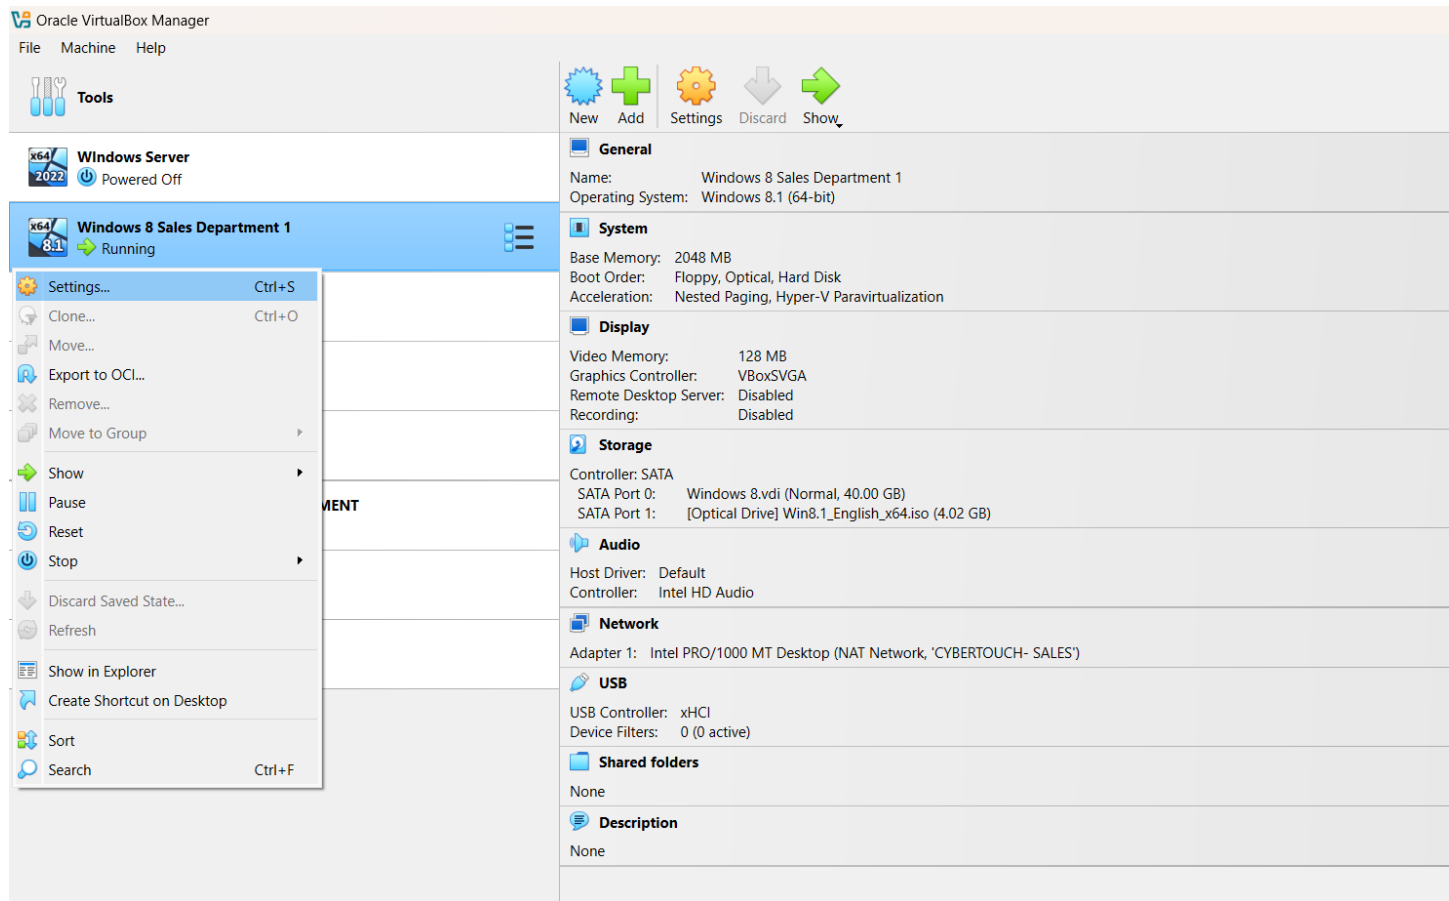 Oracle VirtualBox Manager
File Machine Help
Tools
New Add Settings Discard Show
x64 2022 WIndows Server
Powered Off
x64 8.1 Windows 8 Sales Department 1
Running
Settings... Ctrl+S
Clone... Ctrl+O
Move...
Export to OCI...
Remove...
Move to Group
Show
Pause
MENT
Reset
Stop
Discard Saved State...
Refresh
Show in Explorer
Create Shortcut on Desktop
Sort
Search Ctrl+F
General
Name: Windows 8 Sales Department 1
Operating System: Windows 8.1 (64-bit)
System
Base Memory: 2048 MB
Boot Order: Floppy, Optical, Hard Disk
Acceleration: Nested Paging, Hyper-V Paravirtualization
Display
Video Memory: 128 MB
Graphics Controller: VBoxSVGA
Remote Desktop Server: Disabled
Recording: Disabled
Storage
Controller: SATA
SATA Port 0: Windows 8.vdi (Normal, 40.00 GB)
SATA Port 1: [Optical Drive] Win8.1_English_x64.iso (4.02 GB)
Audio
Host Driver: Default
Controller: Intel HD Audio
Network
Adapter 1: Intel PRO/1000 MT Desktop (NAT Network, 'CYBERTOUCH- SALES')
USB
USB Controller: xHCI
Device Filters: 0 (0 active)
Shared folders
None
Description
None